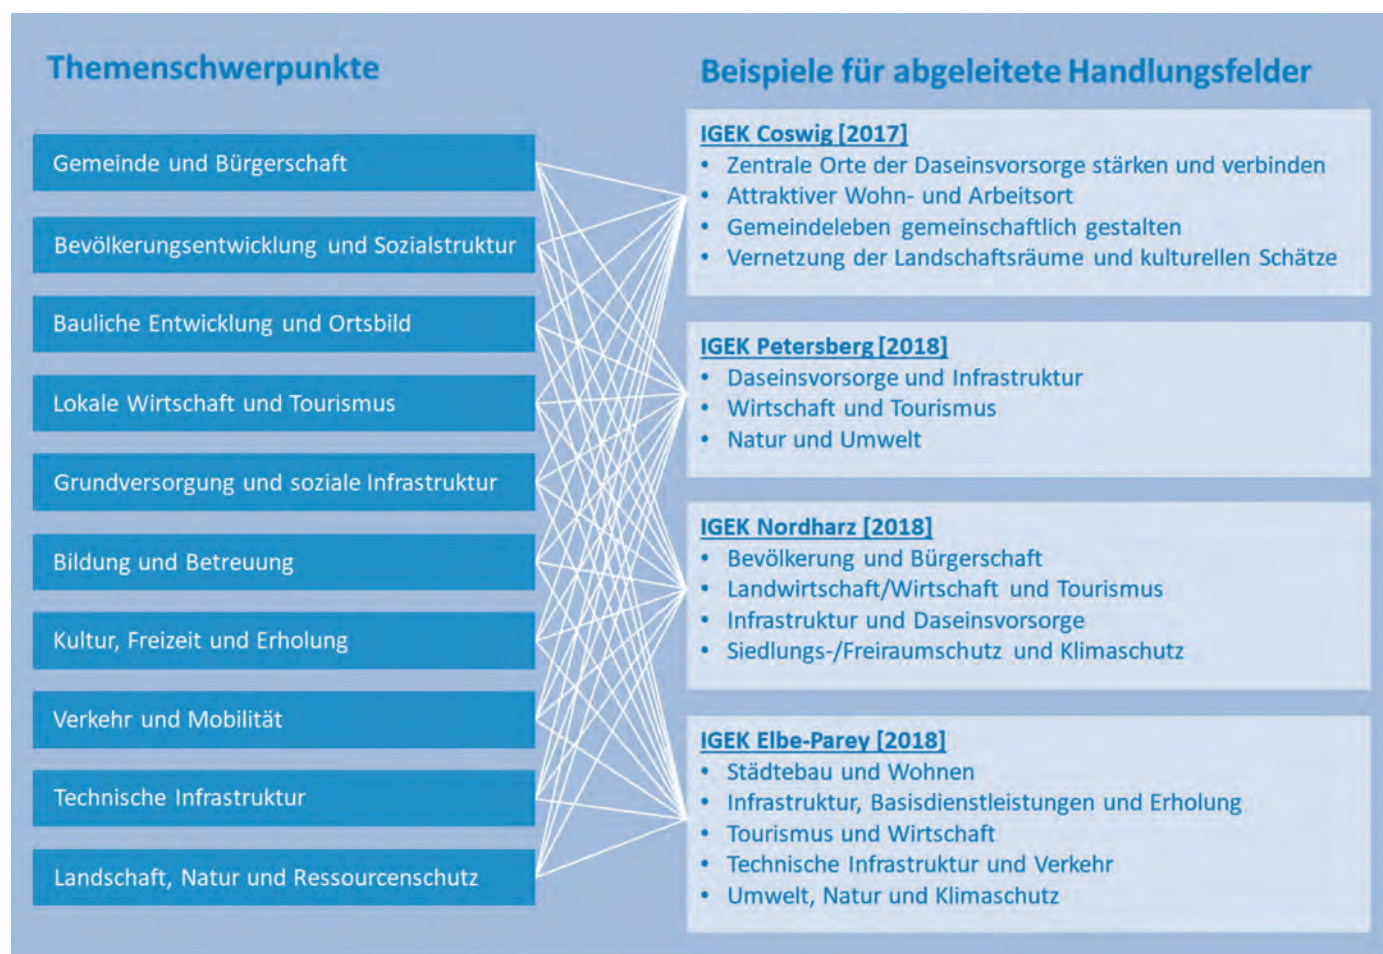 Themenschwerpunkte
Gemeinde und Bürgerschaft
Bevölkerungsentwicklung und Sozialstruktur
Bauliche Entwicklung und Ortsbild
Lokale Wirtschaft und Tourismus
Grundversorgung und soziale Infrastruktur
Bildung und Betreuung
Kultur, Freizeit und Erholung
Verkehr und Mobilität
Technische Infrastruktur
Landschaft, Natur und Ressourcenschutz
Beispiele für abgeleitete Handlungsfelder
IGEK Coswig [2017]
• Zentrale Orte der Daseinsvorsorge stärken und verbinden
• Attraktiver Wohn- und Arbeitsort
• Gemeindeleben gemeinschaftlich gestalten
• Vernetzung der Landschaftsräume und kulturellen Schätze
IGEK Petersberg [2018]
• Daseinsvorsorge und Infrastruktur
• Wirtschaft und Tourismus
• Natur und Umwelt
IGEK Nordharz [2018]
• Bevölkerung und Bürgerschaft
• Landwirtschaft/Wirtschaft und Tourismus
• Infrastruktur und Daseinsvorsorge
• Siedlungs-/Freiraumschutz und Klimaschutz
IGEK Elbe-Parey [2018]
• Städtebau und Wohnen
• Infrastruktur, Basisdienstleistungen und Erholung
• Tourismus und Wirtschaft
• Technische Infrastruktur und Verkehr
• Umwelt, Natur und Klimaschutz